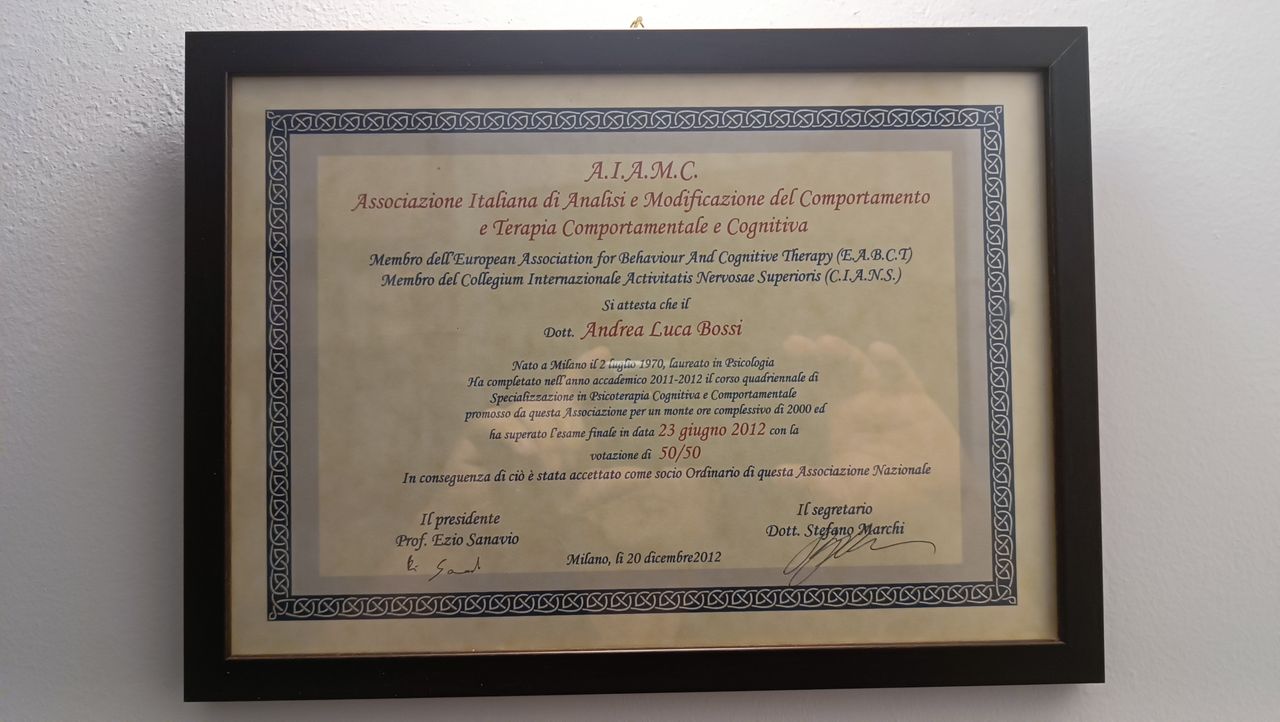 A.I.A.M.C.
Associazione Italiana di Analisi e Modificazione del Comportamento
e Terapia Comportamentale e Cognitiva
Membro dell'European Association for Behaviour And Cognitive Therapy (E.A.B.C.T)
Membro del Collegium Internazionale Activitatis Nervosae Superioris (C.I.A.N.S.)
Si attesta che il
Dott. Andrea Luca Bossi
Nato a Milano il 2 luglio 1970, laureato in Psicologia
Ha completato nell'anno accademico 2011-2012 il corso quadriennale di
Specializzazione in Psicoterapia Cognitiva e Comportamentale
promosso da questa Associazione per un monte ore complessivo di 2000 ed
ha superato l'esame finale in data 23 giugno 2012 con la
votazione di 50/50
In conseguenza di ciò è stata accettato come socio Ordinario di questa Associazione Nazionale
Il presidente
Prof. Ezio Sanavio
Il segretario
Dott. Stefano Marchi
Milano, lì 20 dicembre2012